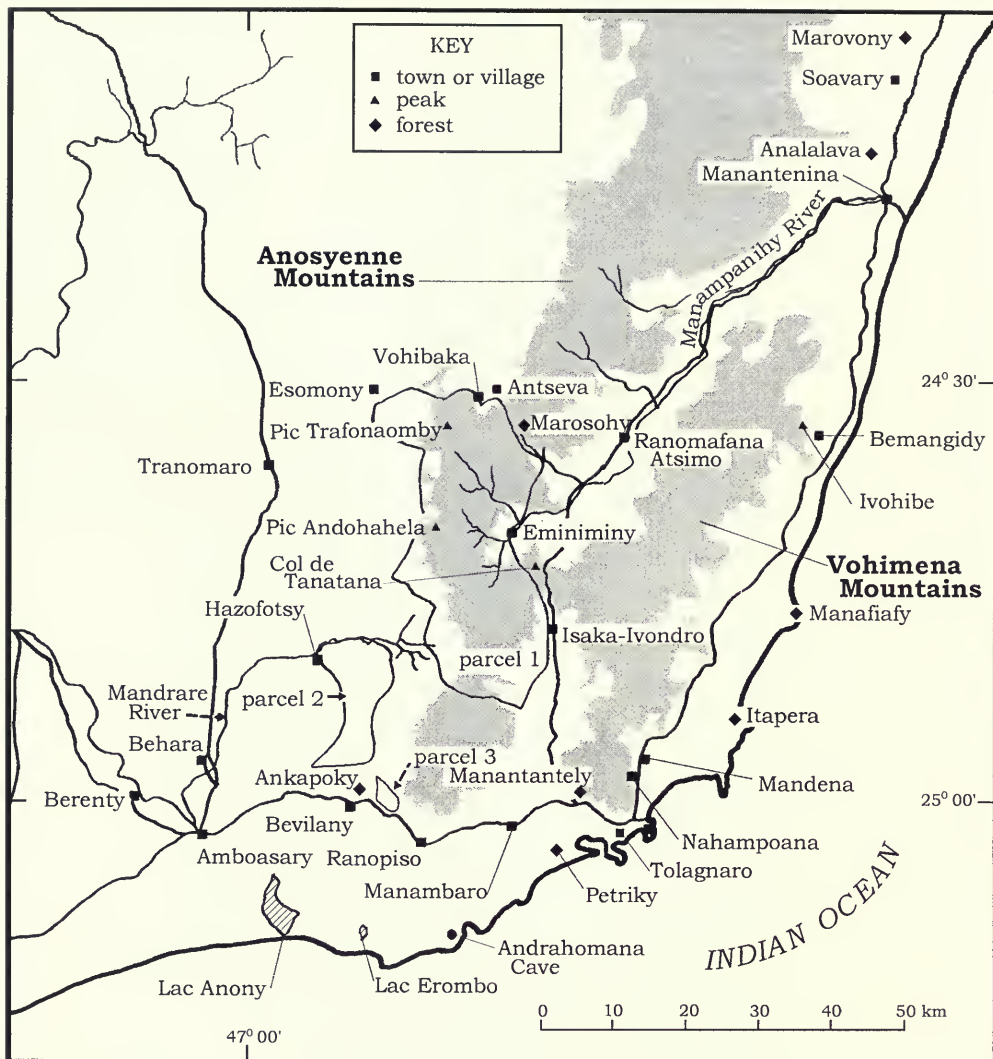 KEY
town or village
peak
forest
Marovony
Soavary
Analalava
Manantenina
Manampanihy River
Anosyenne
Mountains
Vohibaka
Esomony
Antseva
24° 30'
Pic Trafonaomby
Marosohy
Ranomafana
Atsimo
Bemangidy
Tranomaro
Ivohibe
Pic Andohahela
Eminiminy
Col de
Tanatana
Vohimena
Mountains
Hazofotsy
Manafiafy
Isaka-Ivondro
parcel 1
Mandrare
River
parcel 2
Itapera
Behara
parcel 3
Ankapoky
Manantantely
Mandena
Berenty
25° 00'
Bevilany
Nahampoana
Amboasary
Ranopiso
Tolagnaro
Manambaro
Petriky
INDIAN OCEAN
Andrahomana
Cave
Lac Anony
Lac Erombo
0 10 20 30 40 50 km
47° 00'